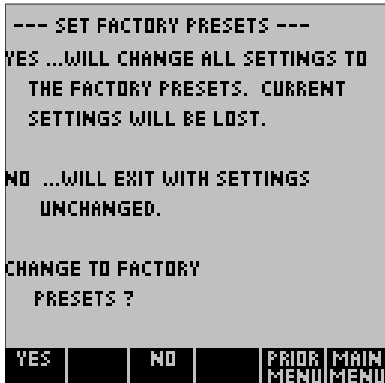 --- SET FACTORY PRESETS ---
YES ...WILL CHANGE ALL SETTINGS TO
THE FACTORY PRESETS. CURRENT
SETTINGS WILL BE LOST.
NO ...WILL EXIT WITH SETTINGS
UNCHANGED.
CHANGE TO FACTORY
PRESETS ?
YES NO PRIOR MAIN
MENU MENU